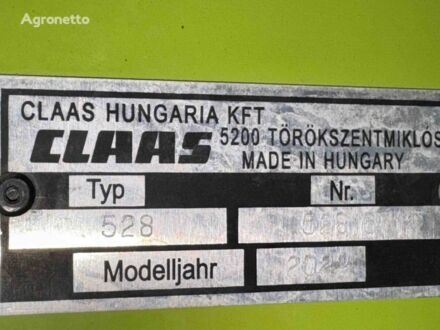 Agronetto
CLAAS HUNGARIA KFT
CLAAS 5200 TÖRÖKSZENTMIKLÓS
MADE IN HUNGARY
Typ Nr.
528
Modelljahr